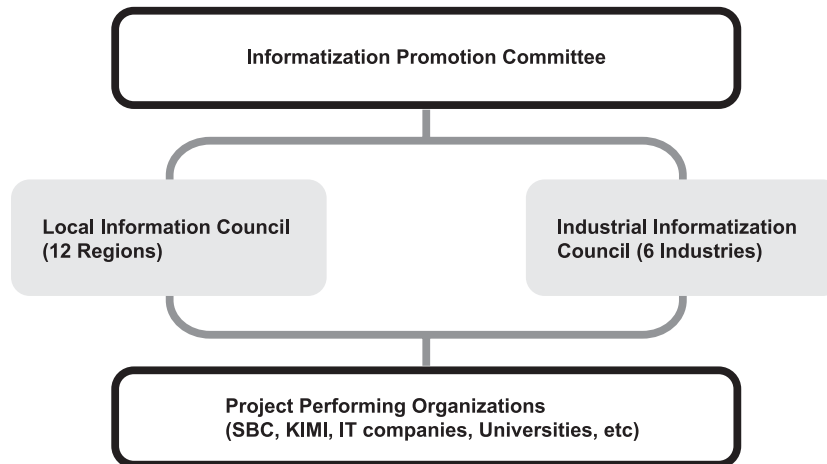 Informatization Promotion Committee
Local Information Council
(12 Regions)
Industrial Informatization
Council (6 Industries)
Project Performing Organizations
(SBC, KIMI, IT companies, Universities, etc)